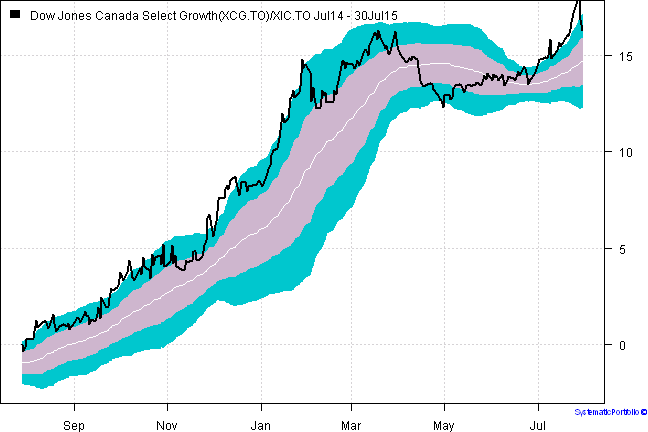 Dow Jones Canada Select Growth(XCG.TO)/XIC.TO Jul14 - 30Jul15
15
10
5
0
Sep Nov Jan Mar May Jul
SystematicPortfolio ©